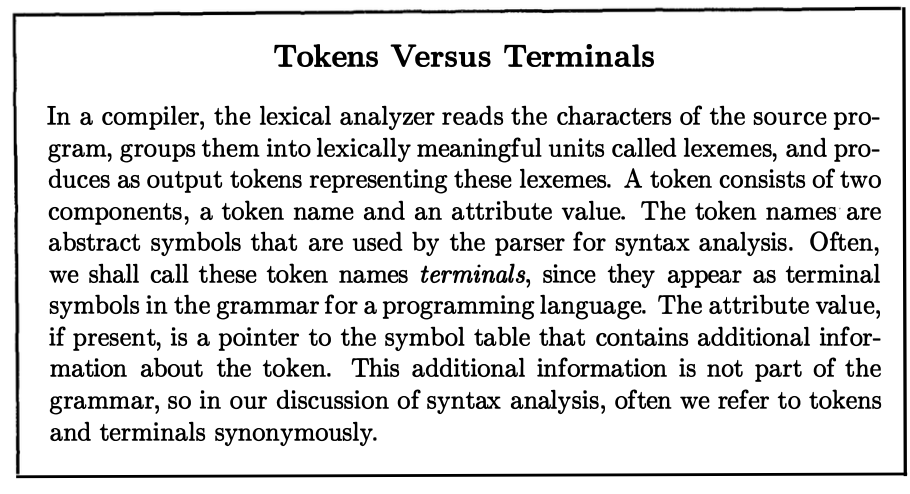 Tokens Versus Terminals
In a compiler, the lexical analyzer reads the characters of the source pro-
gram, groups them into lexically meaningful units called lexemes, and pro-
duces as output tokens representing these lexemes. A token consists of two
components, a token name and an attribute value. The token names are
abstract symbols that are used by the parser for syntax analysis. Often,
we shall call these token names terminals, since they appear as terminal
symbols in the grammar for a programming language. The attribute value,
if present, is a pointer to the symbol table that contains additional infor-
mation about the token. This additional information is not part of the
grammar, so in our discussion of syntax analysis, often we refer to tokens
and terminals synonymously.